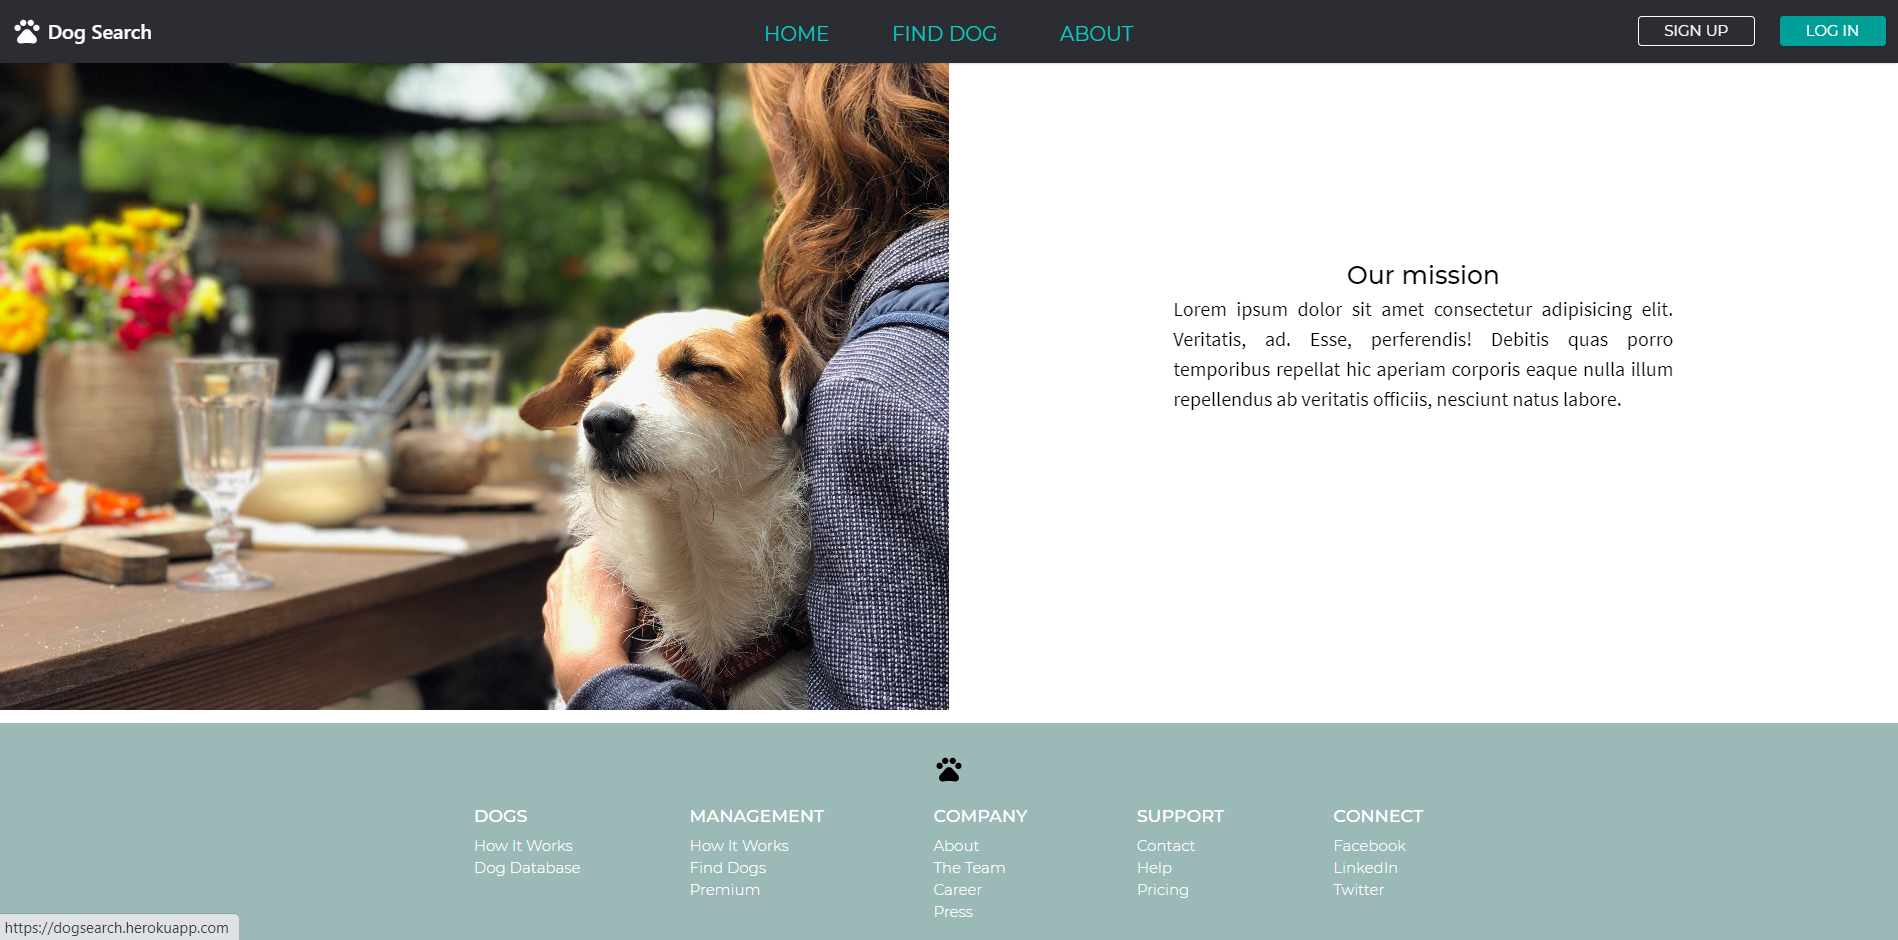 Dog Search
HOME
FIND DOG
ABOUT
SIGN UP
LOG IN
Our mission
Lorem ipsum dolor sit amet consectetur adipisicing elit.
Veritatis, ad. Esse, perferendis! Debitis quas porro
temporibus repellat hic aperiam corporis eaque nulla illum
repellendus ab veritatis officiis, nesciunt natus labore.
DOGS
How It Works
Dog Database
MANAGEMENT
How It Works
Find Dogs
Premium
COMPANY
About
The Team
Career
Press
SUPPORT
Contact
Help
Pricing
CONNECT
Facebook
LinkedIn
Twitter
https://dogsearch.herokuapp.com